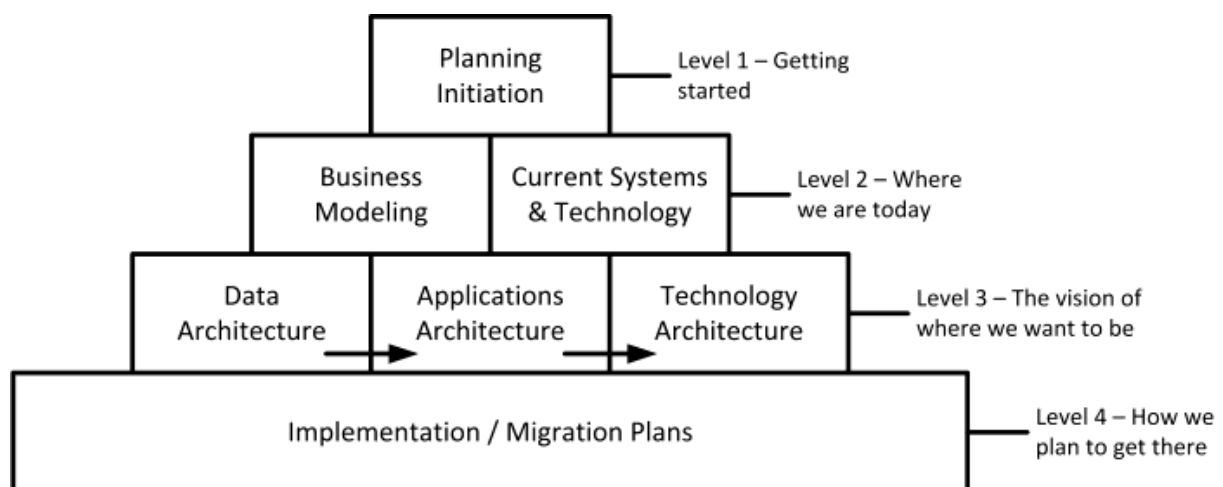 Planning
Initiation
Level 1 – Getting
started
Business
Modeling
Current Systems
& Technology
Level 2 – Where
we are today
Data
Architecture
Applications
Architecture
Technology
Architecture
Level 3 – The vision of
where we want to be
Implementation / Migration Plans
Level 4 – How we
plan to get there